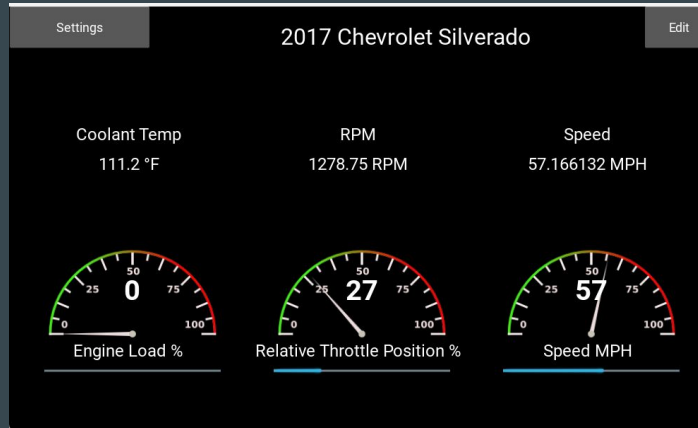 Settings
2017 Chevrolet Silverado
Edit
Coolant Temp
RPM
Speed
111.2 °F
1278.75 RPM
57.166132 MPH
0
25
50
75
100
0
Engine Load %
0
25
50
75
100
27
Relative Throttle Position %
0
25
50
75
100
57
Speed MPH